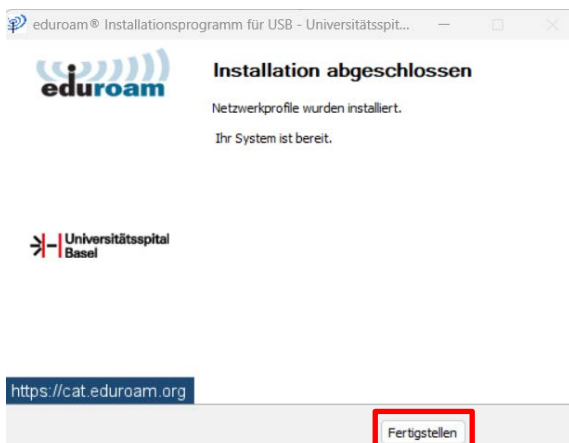 eduroam® Installationsprogramm für USB - Universitätsspit...
eduroam
Installation abgeschlossen
Netzwerkprofile wurden installiert.
Ihr System ist bereit.
Universitätsspital
Basel
https://cat.eduroam.org
Fertigstellen